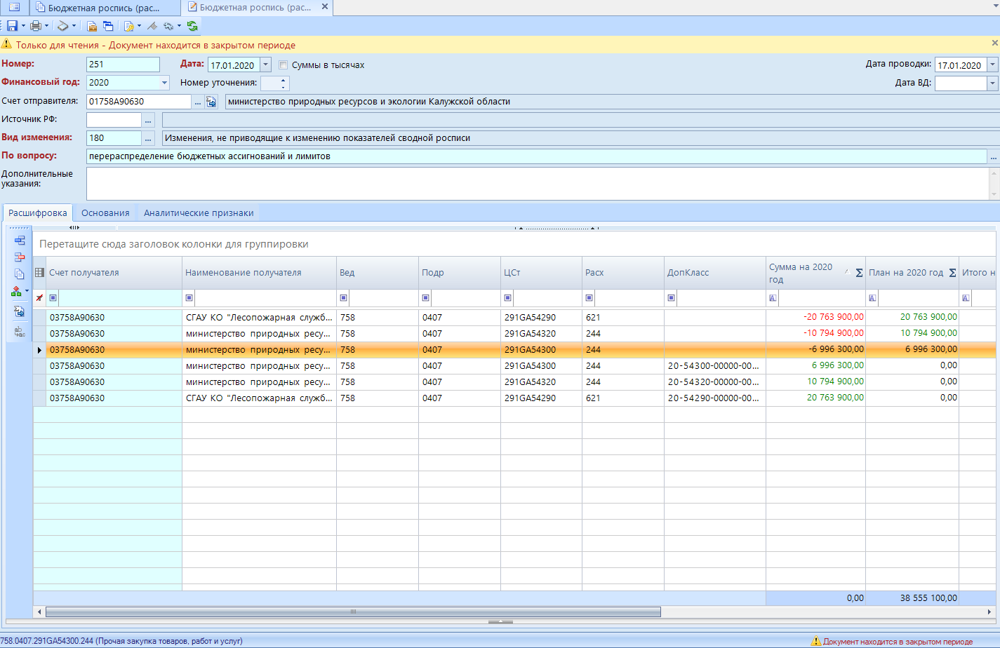 Бюджетная роспись (рас... Бюджетная роспись (рас...
Только для чтения - Документ находится в закрытом периоде
Номер: 251 Дата: 17.01.2020 Суммы в тысячах Дата проводки: 17.01.2020
Финансовый год: 2020 Номер уточнения: Дата ВД:
Счет отправителя: 01758A90630 ... министерство природных ресурсов и экологии Калужской области
Источник РФ: ...
Вид изменения: 180 ... Изменения, не приводящие к изменению показателей сводной росписи
По вопросу: перераспределение бюджетных ассигнований и лимитов ...
Дополнительные
указания:
Расшифровка Основания Аналитические признаки
Перетащите сюда заголовок колонки для группировки
Счет получателя Наименование получателя Вед Подр ЦСт Расх ДопКласс Сумма на 2020 год Σ План на 2020 год Σ Итого н
03758A90630 СГАУ КО "Лесопожарная служб... 758 0407 291GA54290 621 -20 763 900,00 20 763 900,00
03758A90630 министерство природных ресу... 758 0407 291GA54320 244 -10 794 900,00 10 794 900,00
03758A90630 министерство природных ресу... 758 0407 291GA54300 244 -6 996 300,00 6 996 300,00
03758A90630 министерство природных ресу... 758 0407 291GA54300 244 20-54300-00000-00... 6 996 300,00 0,00
03758A90630 министерство природных ресу... 758 0407 291GA54320 244 20-54320-00000-00... 10 794 900,00 0,00
03758A90630 СГАУ КО "Лесопожарная служб... 758 0407 291GA54290 621 20-54290-00000-00... 20 763 900,00 0,00
0,00 38 555 100,00
758.0407.291GA54300.244 (Прочая закупка товаров, работ и услуг) Документ находится в закрытом периоде